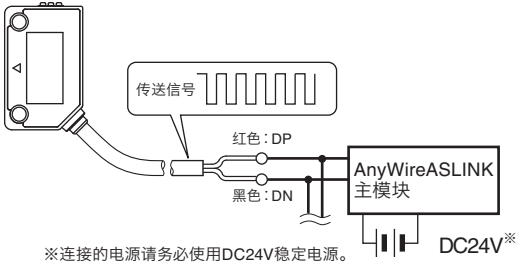 传送信号
红色：DP
黑色：DN
AnyWireASLINK
主模块
DC24V※
※连接的电源请务必使用DC24V稳定电源。